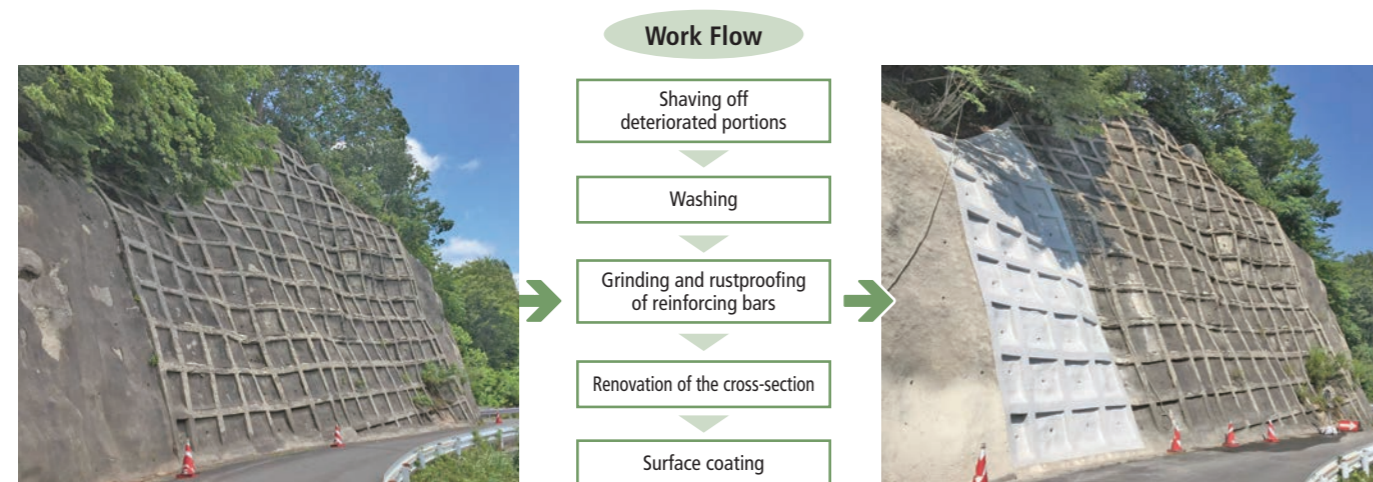 Work Flow
Shaving off
deteriorated portions
Washing
Grinding and rustproofing
of reinforcing bars
Renovation of the cross-section
Surface coating